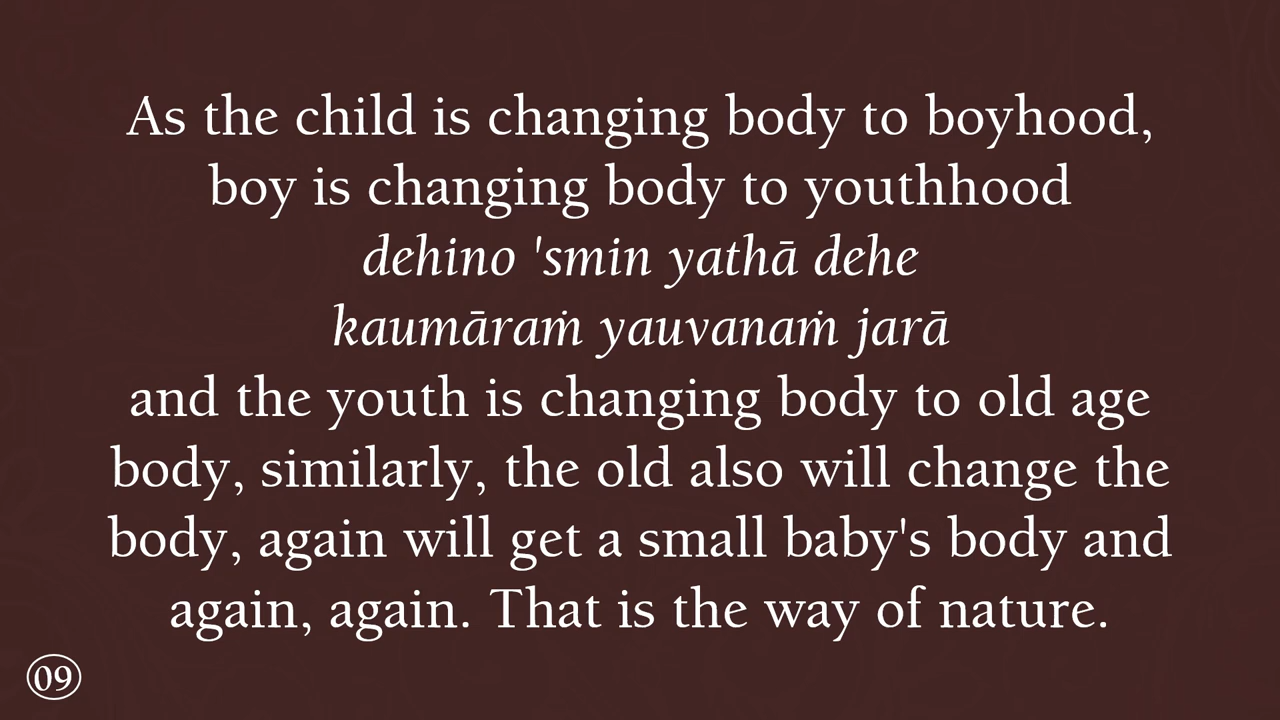 As the child is changing body to boyhood,
boy is changing body to youthhood
dehino 'smin yathā dehe
kaumāraṁ yauvanaṁ jarā
and the youth is changing body to old age
body, similarly, the old also will change the
body, again will get a small baby's body and
again, again. That is the way of nature.
09